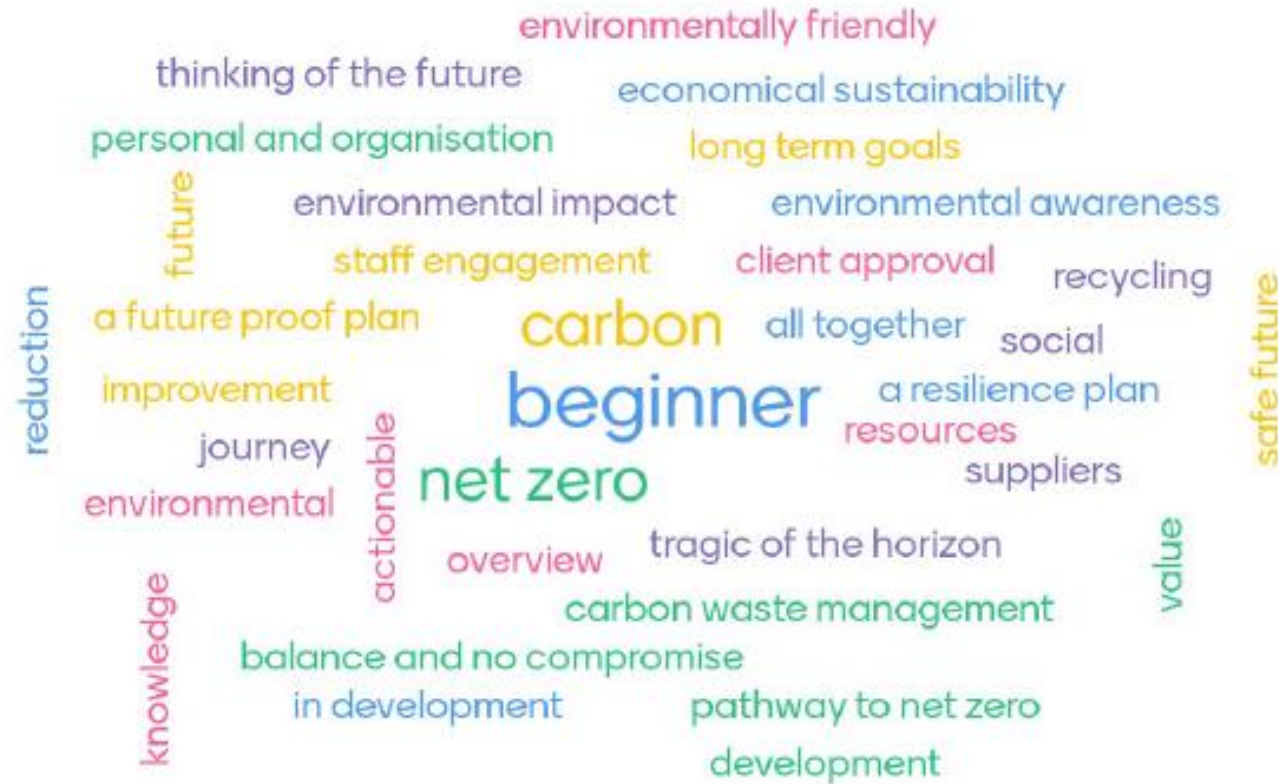 environmentally friendly
thinking of the future
economical sustainability
personal and organisation
long term goals
future
environmental impact
environmental awareness
staff engagement
client approval
recycling
reduction
a future proof plan
carbon
all together
social
safe future
improvement
beginner
a resilience plan
resources
journey
actionable
net zero
suppliers
environmental
overview
tragic of the horizon
value
knowledge
carbon waste management
balance and no compromise
in development
pathway to net zero
development